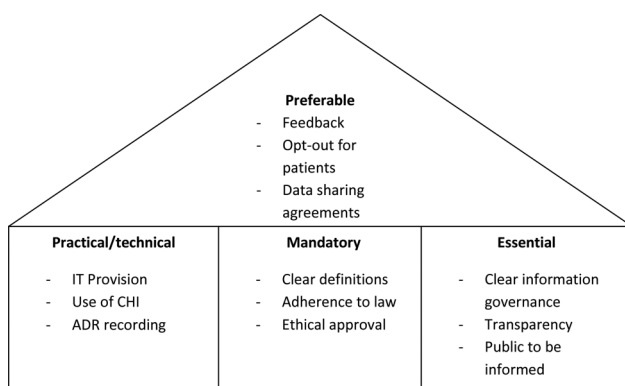 Preferable
- Feedback
- Opt-out for
patients
- Data sharing
agreements
Practical/technical
- IT Provision
- Use of CHI
- ADR recording
Mandatory
- Clear definitions
- Adherence to law
- Ethical approval
Essential
- Clear information
governance
- Transparency
- Public to be
informed